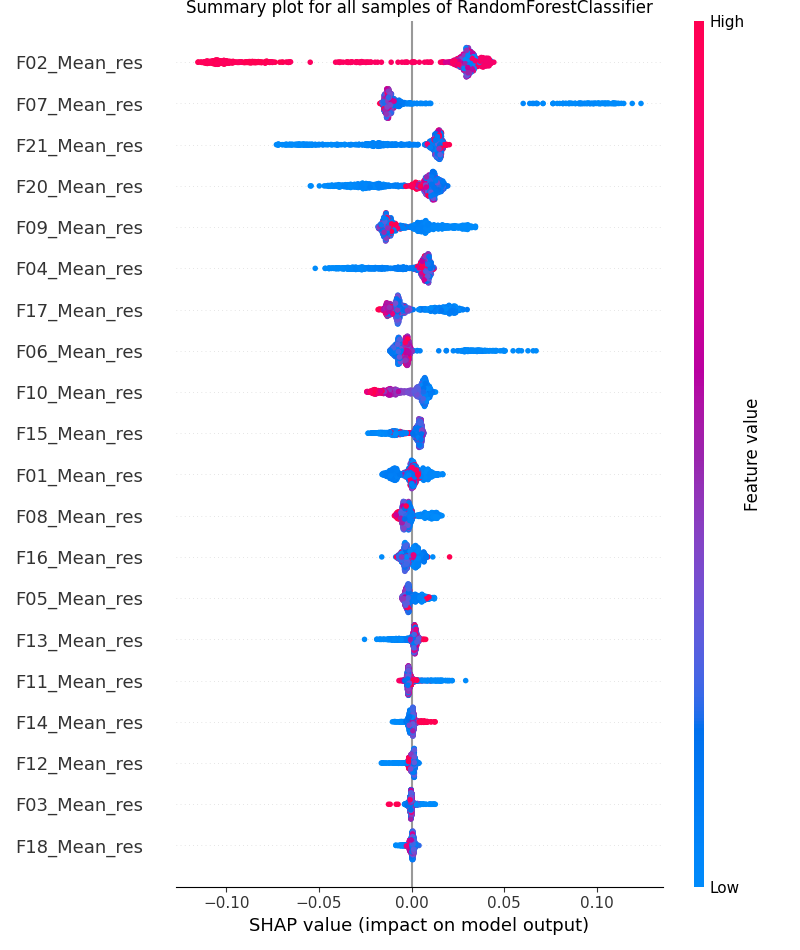 Summary plot for all samples of RandomForestClassifier
High
F02_Mean_res
F07_Mean_res
F21_Mean_res
F20_Mean_res
F09_Mean_res
F04_Mean_res
F17_Mean_res
F06_Mean_res
F10_Mean_res
F15_Mean_res
F01_Mean_res
F08_Mean_res
F16_Mean_res
F05_Mean_res
F13_Mean_res
F11_Mean_res
F14_Mean_res
F12_Mean_res
F03_Mean_res
F18_Mean_res
Feature value
Low
−0.10 −0.05 0.00 0.05 0.10
SHAP value (impact on model output)